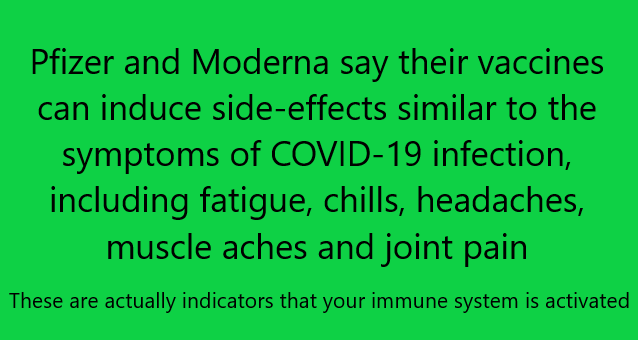 Pfizer and Moderna say their vaccines
can induce side-effects similar to the
symptoms of COVID-19 infection,
including fatigue, chills, headaches,
muscle aches and joint pain
These are actually indicators that your immune system is activated